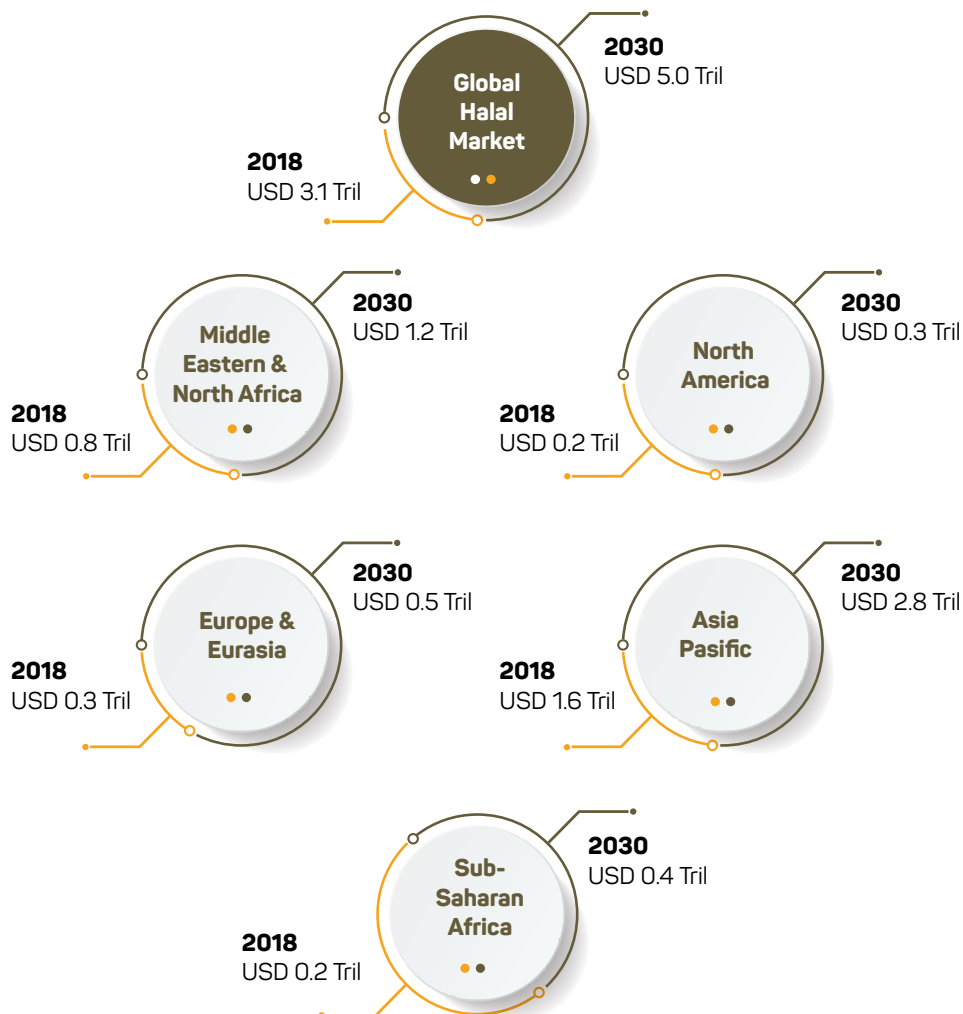 Global
Halal
Market
2030
USD 5.0 Tril
2018
USD 3.1 Tril
Middle
Eastern &
North Africa
2030
USD 1.2 Tril
2018
USD 0.8 Tril
North
America
2030
USD 0.3 Tril
2018
USD 0.2 Tril
Europe &
Eurasia
2030
USD 0.5 Tril
2018
USD 0.3 Tril
Asia
Pasific
2030
USD 2.8 Tril
2018
USD 1.6 Tril
Sub-
Saharan
Africa
2030
USD 0.4 Tril
2018
USD 0.2 Tril